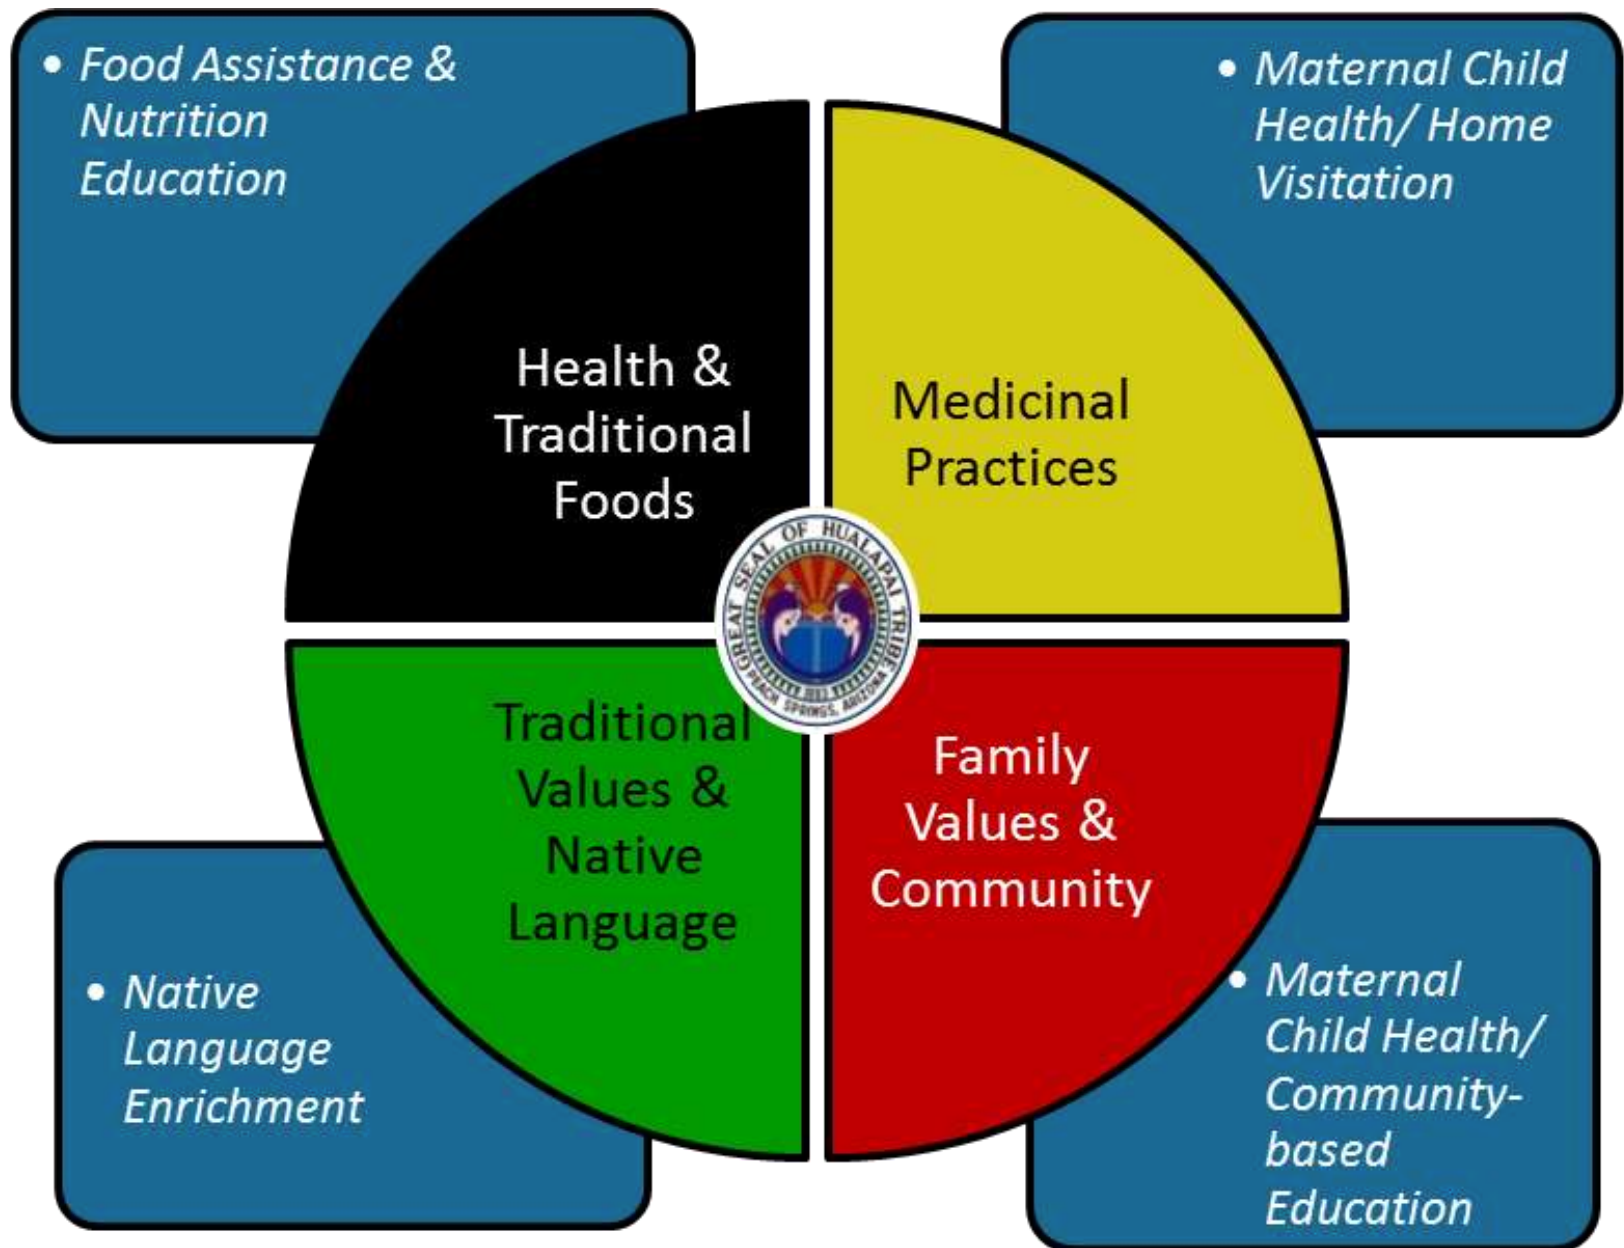 • Food Assistance &
Nutrition
Education
• Maternal Child
Health/ Home
Visitation
Health &
Traditional
Foods
Medicinal
Practices
GREAT SEAL OF HUALAPAI TRIBE
1883
PEACH SPRINGS, ARIZONA
Traditional
Values &
Native
Language
Family
Values &
Community
• Native
Language
Enrichment
• Maternal
Child Health/
Community-
based
Education